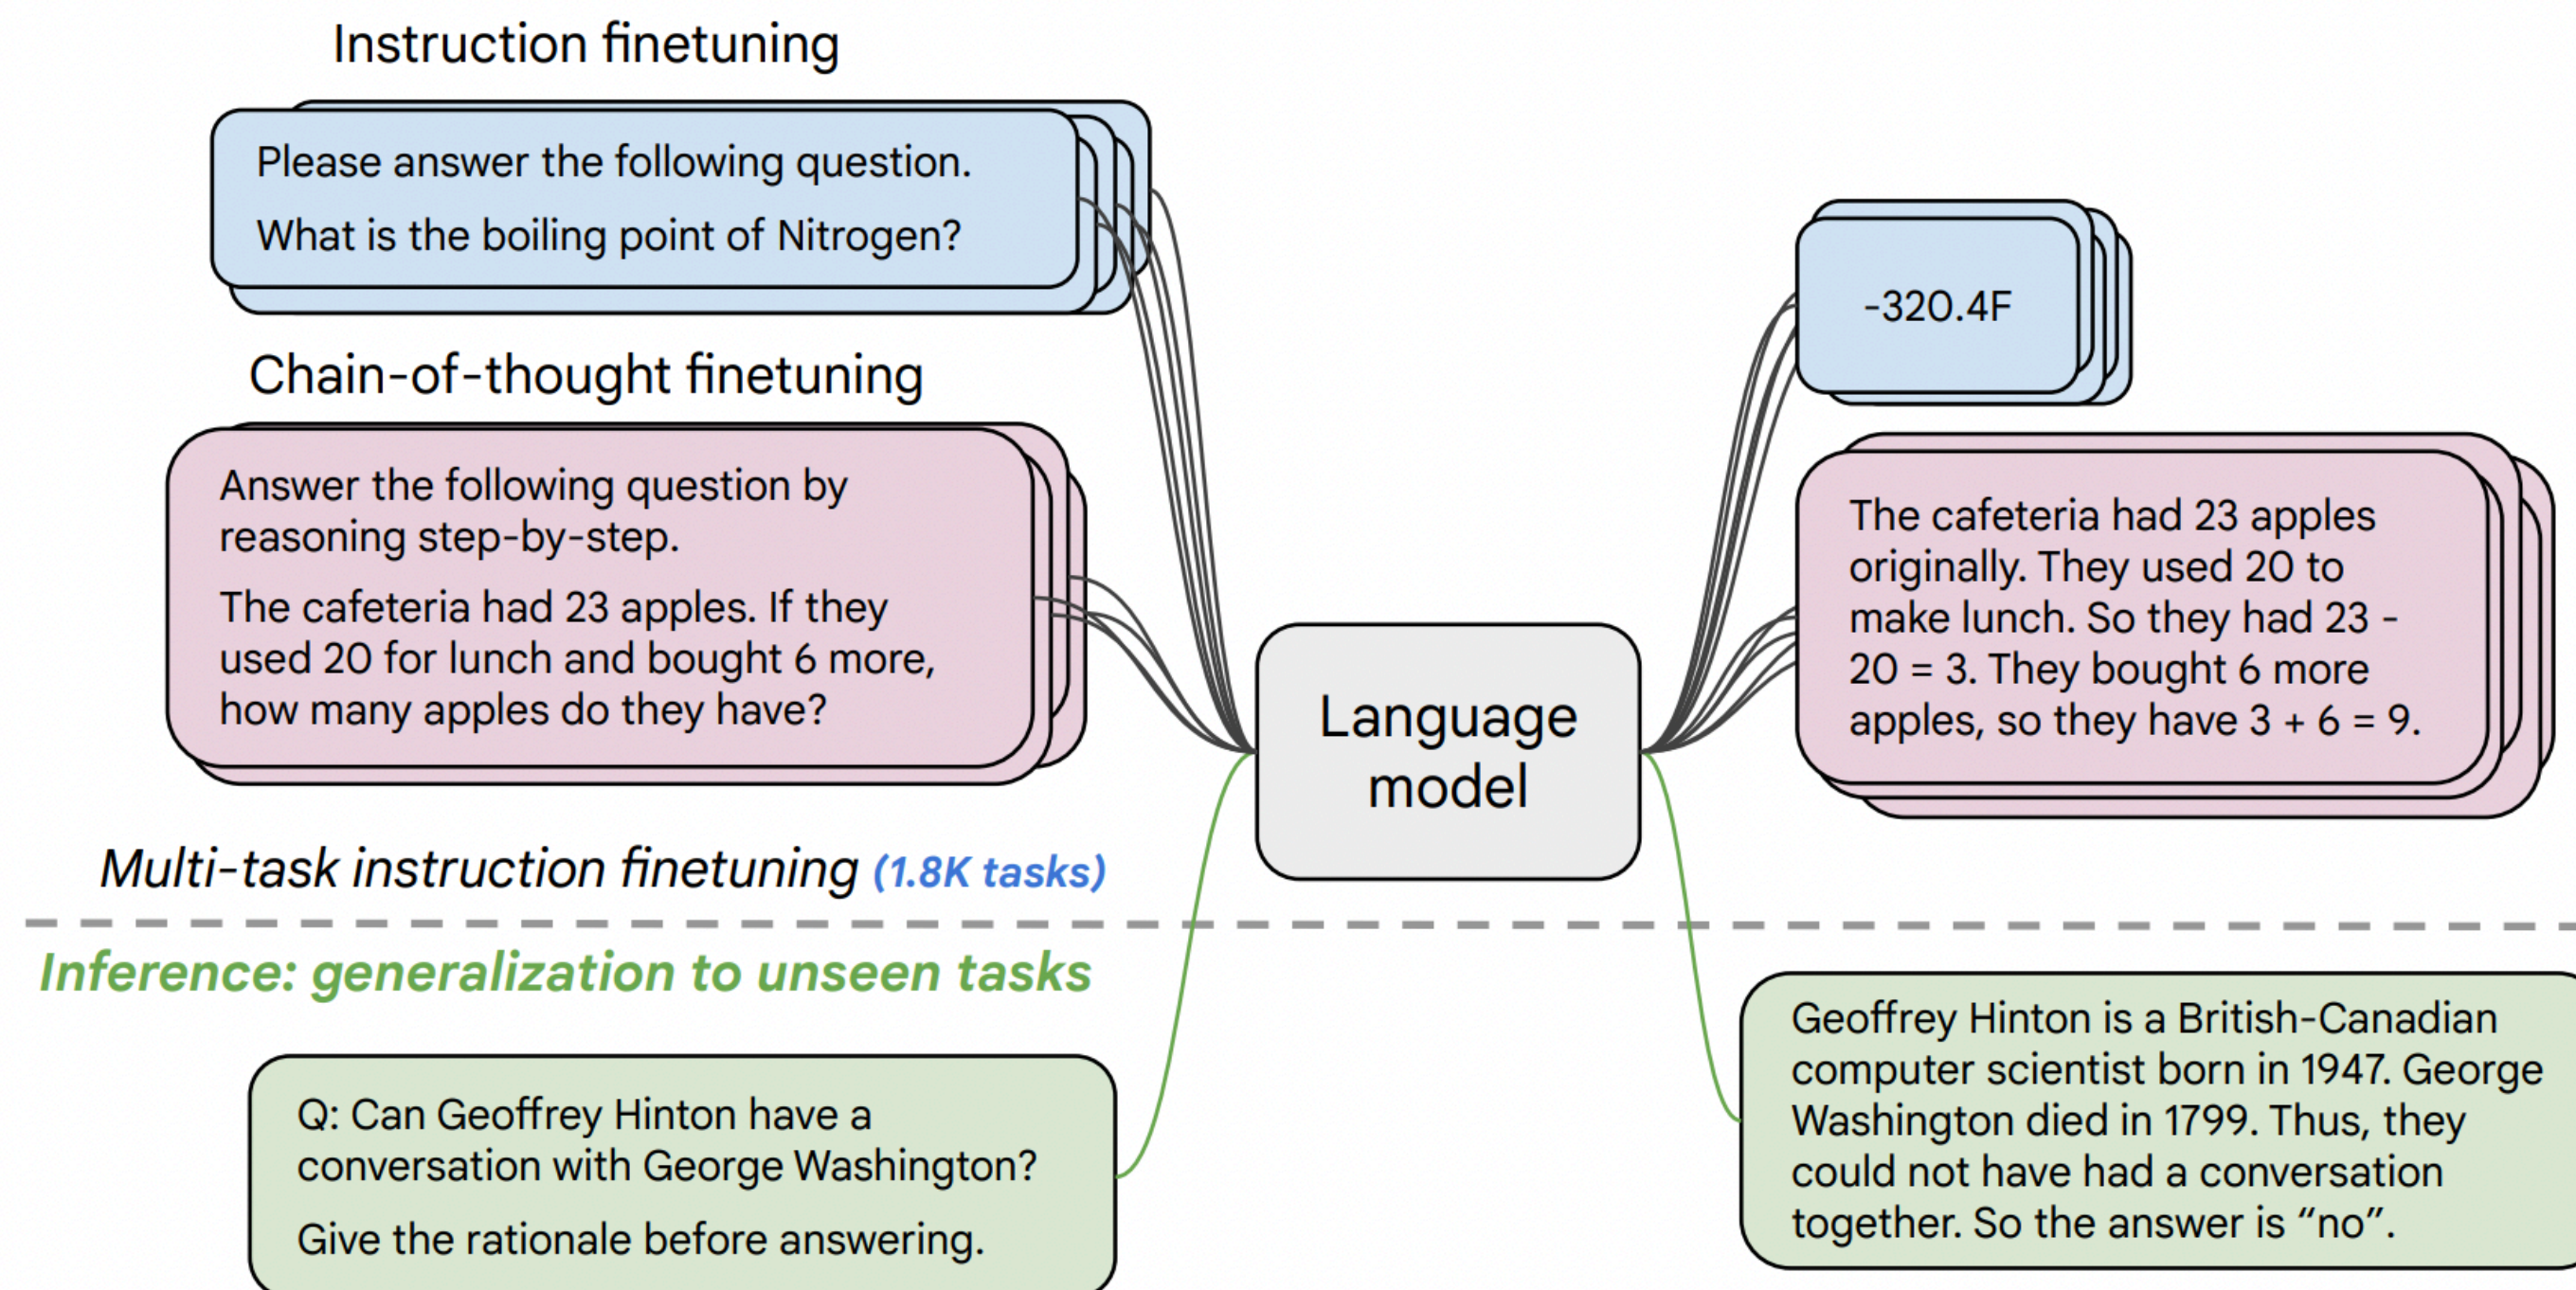 Instruction finetuning
Please answer the following question.
What is the boiling point of Nitrogen?
Chain-of-thought finetuning
Answer the following question by
reasoning step-by-step.
The cafeteria had 23 apples. If they
used 20 for lunch and bought 6 more,
how many apples do they have?
Multi-task instruction finetuning (1.8K tasks)
Language
model
-320.4F
The cafeteria had 23 apples
originally. They used 20 to
make lunch. So they had 23 -
20 = 3. They bought 6 more
apples, so they have 3 + 6 = 9.
Inference: generalization to unseen tasks
Q: Can Geoffrey Hinton have a
conversation with George Washington?
Give the rationale before answering.
Geoffrey Hinton is a British-Canadian
computer scientist born in 1947. George
Washington died in 1799. Thus, they
could not have had a conversation
together. So the answer is “no”.